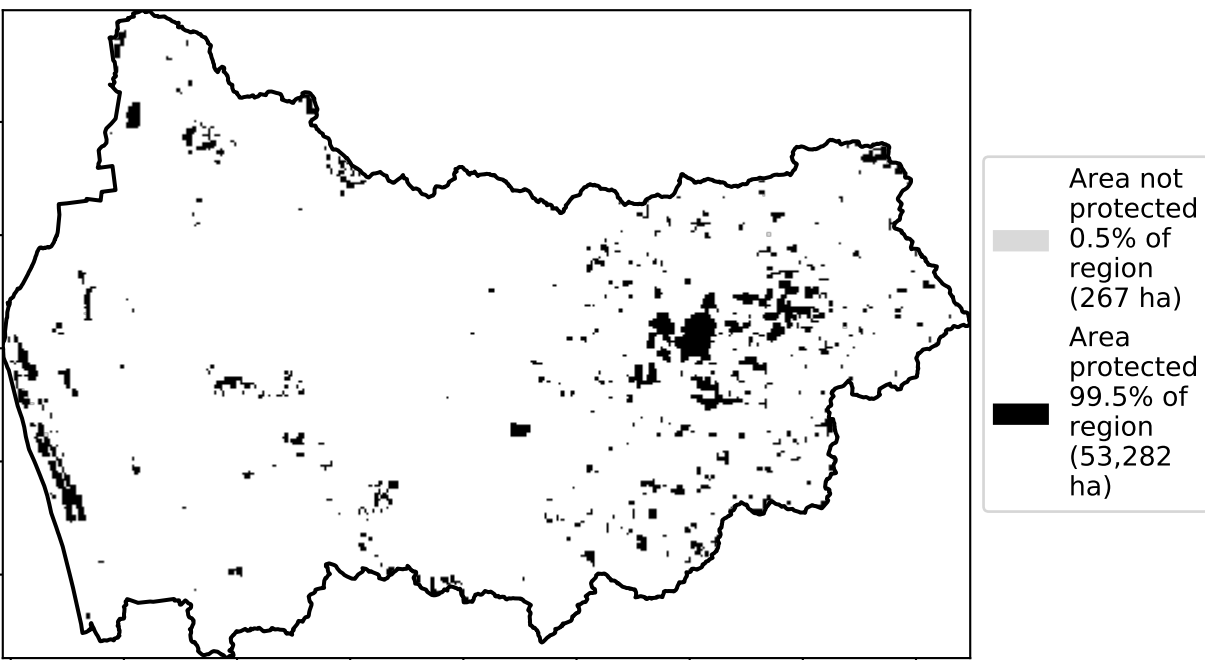 Area not
protected
0.5% of
region
(267 ha)
Area
protected
99.5% of
region
(53,282
ha)